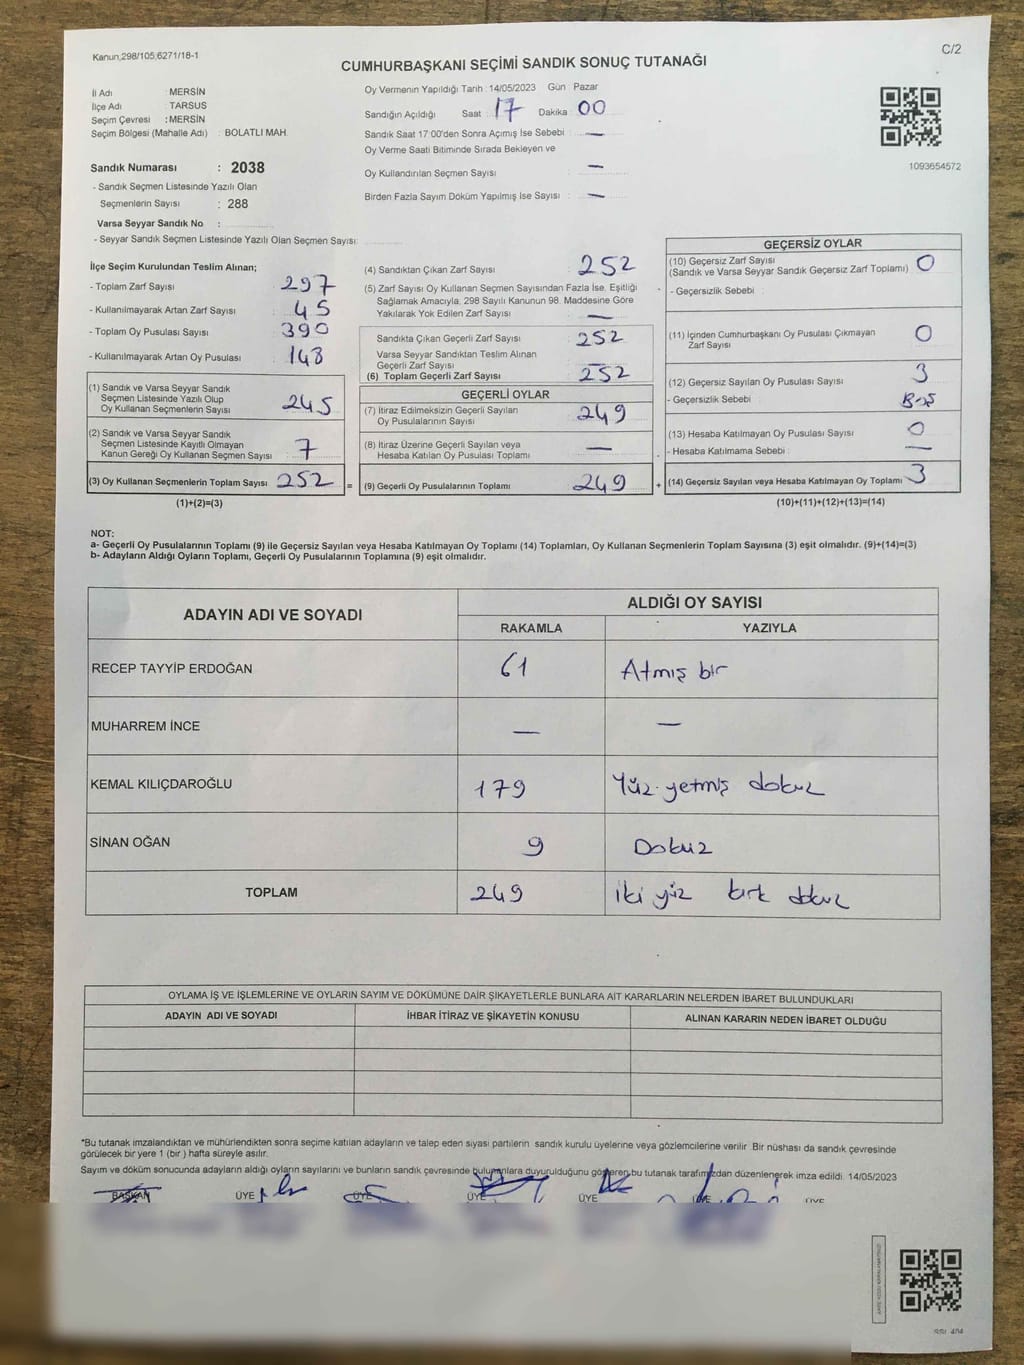 Kanun 298/105,6271/18-1
C/2
CUMHURBAŞKANI SEÇİMİ SANDIK SONUÇ TUTANAĞI
İl Adı : MERSİN
İlçe Adı : TARSUS
Seçim Çevresi : MERSİN
Seçim Bölgesi (Mahalle Adı) : BOLATLI MAH.
Sandık Numarası : 2038
- Sandık Seçmen Listesinde Yazılı Olan
Seçmenlerin Sayısı : 288
Varsa Seyyar Sandık No :
- Seyyar Sandık Seçmen Listesinde Yazılı Olan Seçmen Sayısı:
Oy Vermenin Yapıldığı Tarih : 14/05/2023 Gün : Pazar
Sandığın Açıldığı Saat : 17 Dakika : 00
Sandık Saat 17:00'den Sonra Açımış İse Sebebi : —
Oy Verme Saati Bitiminde Sırada Bekleyen ve
Oy Kullandırılan Seçmen Sayısı : —
Birden Fazla Sayım Döküm Yapılmış İse Sayısı : —
1093654572
İlçe Seçim Kurulundan Teslim Alınan;
- Toplam Zarf Sayısı : 297
- Kullanılmayarak Artan Zarf Sayısı : 45
- Toplam Oy Pusulası Sayısı : 390
- Kullanılmayarak Artan Oy Pusulası : 148
(1) Sandık ve Varsa Seyyar Sandık
Seçmen Listesinde Yazılı Olup
Oy Kullanan Seçmenlerin Sayısı : 245
(2) Sandık ve Varsa Seyyar Sandık
Seçmen Listesinde Kayıtlı Olmayan
Kanun Gereği Oy Kullanan Seçmen Sayısı : 7
(3) Oy Kullanan Seçmenlerin Toplam Sayısı : 252
(1)+(2)=(3)
(4) Sandıktan Çıkan Zarf Sayısı : 252
(5) Zarf Sayısı Oy Kullanan Seçmen Sayısından Fazla İse, Eşitliği
Sağlamak Amacıyla, 298 Sayılı Kanunun 98. Maddesine Göre
Yakılarak Yok Edilen Zarf Sayısı : —
Sandıkta Çıkan Geçerli Zarf Sayısı : 252
Varsa Seyyar Sandıktan Teslim Alınan
Geçerli Zarf Sayısı :
(6) Toplam Geçerli Zarf Sayısı : 252
GEÇERLİ OYLAR
(7) İtiraz Edilmeksizin Geçerli Sayılan
Oy Pusulalarının Sayısı : 249
(8) İtiraz Üzerine Geçerli Sayılan veya
Hesaba Katılan Oy Pusulası Toplamı : —
= (9) Geçerli Oy Pusulalarının Toplamı : 249
GEÇERSİZ OYLAR
(10) Geçersiz Zarf Sayısı
(Sandık ve Varsa Seyyar Sandık Geçersiz Zarf Toplamı) : 0
- Geçersizlik Sebebi :
(11) İçinden Cumhurbaşkanı Oy Pusulası Çıkmayan
Zarf Sayısı : 0
(12) Geçersiz Sayılan Oy Pusulası Sayısı : 3
- Geçersizlik Sebebi : Boş
(13) Hesaba Katılmayan Oy Pusulası Sayısı : 0
- Hesaba Katılmama Sebebi : —
+ (14) Geçersiz Sayılan veya Hesaba Katılmayan Oy Toplamı : 3
(10)+(11)+(12)+(13)=(14)
NOT:
a- Geçerli Oy Pusulalarının Toplamı (9) ile Geçersiz Sayılan veya Hesaba Katılmayan Oy Toplamı (14) Toplamları, Oy Kullanan Seçmenlerin Toplam Sayısına (3) eşit olmalıdır. (9)+(14)=(3)
b- Adayların Aldığı Oyların Toplamı, Geçerli Oy Pusulalarının Toplamına (9) eşit olmalıdır.
ADAYIN ADI VE SOYADI
ALDIĞI OY SAYISI
RAKAMLA YAZIYLA
RECEP TAYYİP ERDOĞAN 61 Atmış bir
MUHARREM İNCE — —
KEMAL KILIÇDAROĞLU 179 Yüz yetmiş dokuz
SİNAN OĞAN 9 Dokuz
TOPLAM 249 iki yüz kırk dokuz
OYLAMA İŞ VE İŞLEMLERİNE VE OYLARIN SAYIM VE DÖKÜMÜNE DAİR ŞİKAYETLERLE BUNLARA AİT KARARLARIN NELERDEN İBARET BULUNDUKLARI
ADAYIN ADI VE SOYADI İHBAR İTİRAZ VE ŞİKAYETİN KONUSU ALINAN KARARIN NEDEN İBARET OLDUĞU
*Bu tutanak imzalandıktan ve mühürlendikten sonra seçime katılan adayların ve talep eden siyasi partilerin sandık kurulu üyelerine veya gözlemcilerine verilir. Bir nüshası da sandık çevresinde
görülecek bir yere 1 (bir) hafta süreyle asılır.
Sayım ve döküm sonucunda adayların aldığı oyların sayılarını ve bunların sandık çevresinde bulunanlara duyurulduğunu gösteren bu tutanak tarafımızdan düzenlenerek imza edildi. 14/05/2023
BAŞKAN ÜYE ÜYE ÜYE ÜYE ÜYE ÜYE